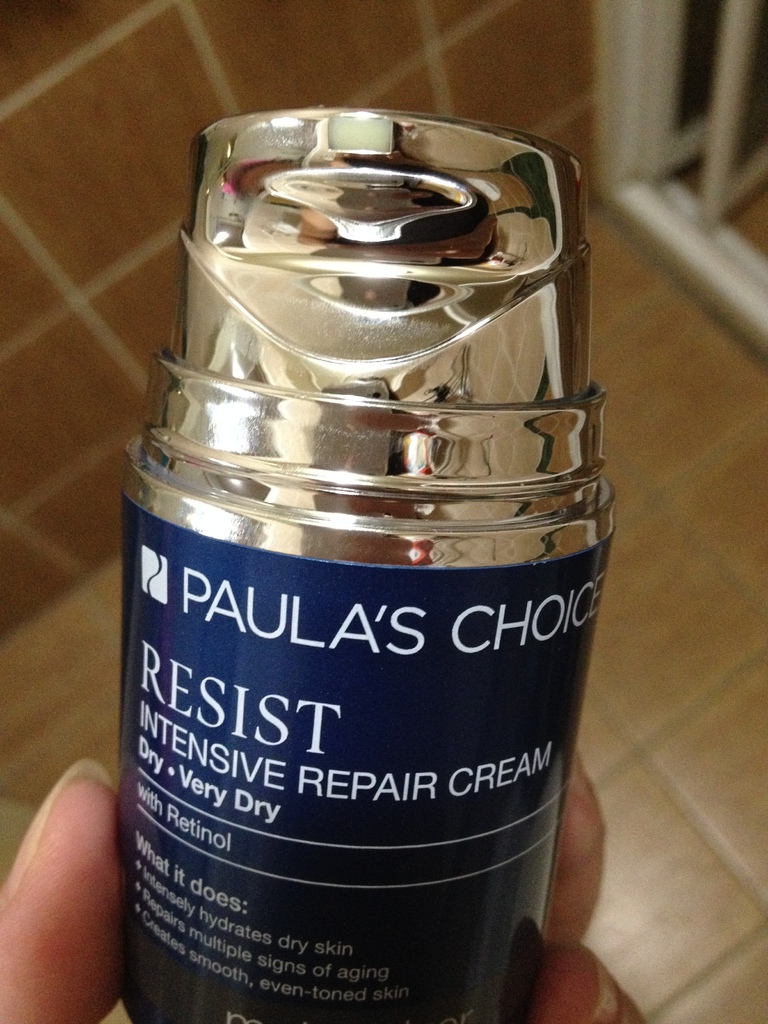 PAULA'S CHOICE
RESIST
INTENSIVE REPAIR CREAM
Dry • Very Dry
with Retinol
What it does:
• Intensely hydrates dry skin
• Repairs multiple signs of aging
• Creates smooth, even-toned skin